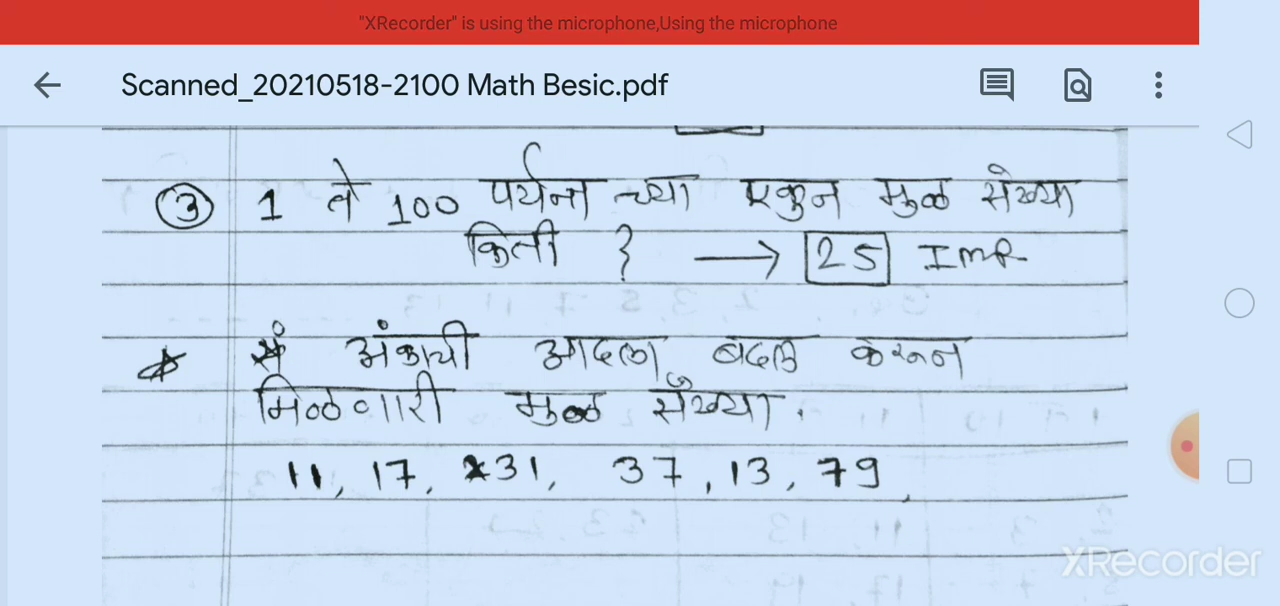 "XRecorder" is using the microphone,Using the microphone
Scanned_20210518-2100 Math Besic.pdf
③ 1 ते 100 पर्यन्त च्या एकुन मुळ संख्या
किती ? → 25 IMP
अंकाची अदला बदल करून
मिळणारी मुळ संख्या.
11, 17, 31, 37, 13, 79,
XRecorder